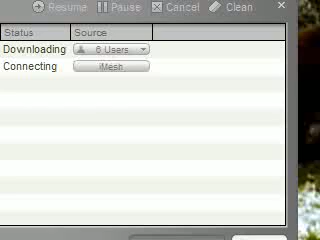 Resume Pause Cancel Clean
Status Source
Downloading 6 Users
Connecting iMesh